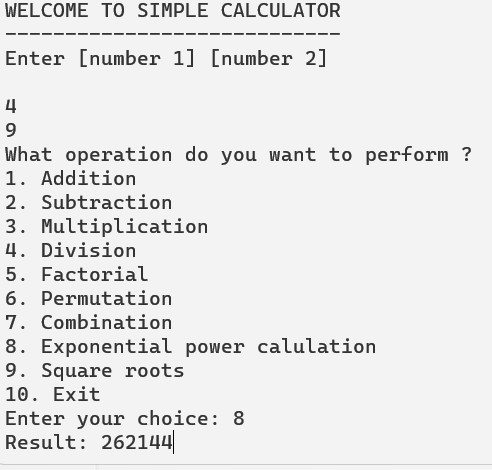 WELCOME TO SIMPLE CALCULATOR
----------------------------
Enter [number 1] [number 2]
4
9
What operation do you want to perform ?
1. Addition
2. Subtraction
3. Multiplication
4. Division
5. Factorial
6. Permutation
7. Combination
8. Exponential power calulation
9. Square roots
10. Exit
Enter your choice: 8
Result: 262144